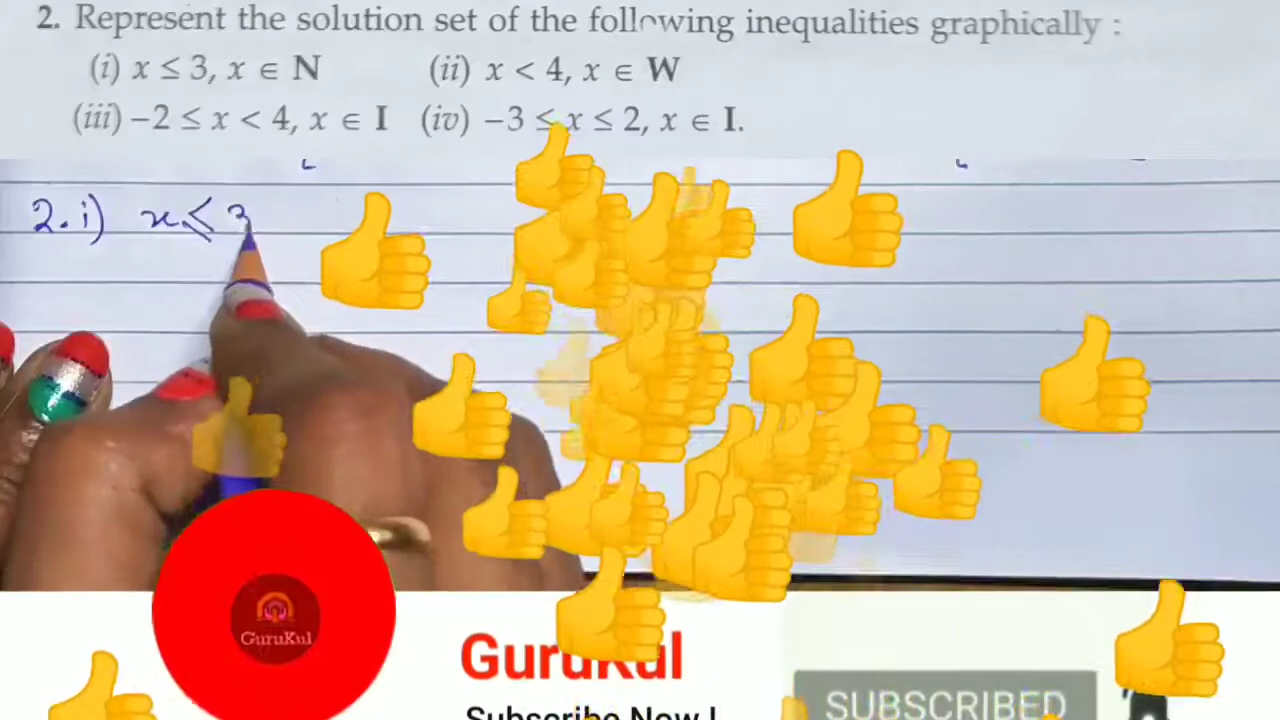 2. Represent the solution set of the following inequalities graphically :
(i) x ≤ 3, x ∈ N (ii) x < 4, x ∈ W
(iii) −2 ≤ x < 4, x ∈ I (iv) −3 ≤ x ≤ 2, x ∈ I.
2. i) x ≤ 3
GuruKul
GuruKul
SUBSCRIBED
Subscribe Now !